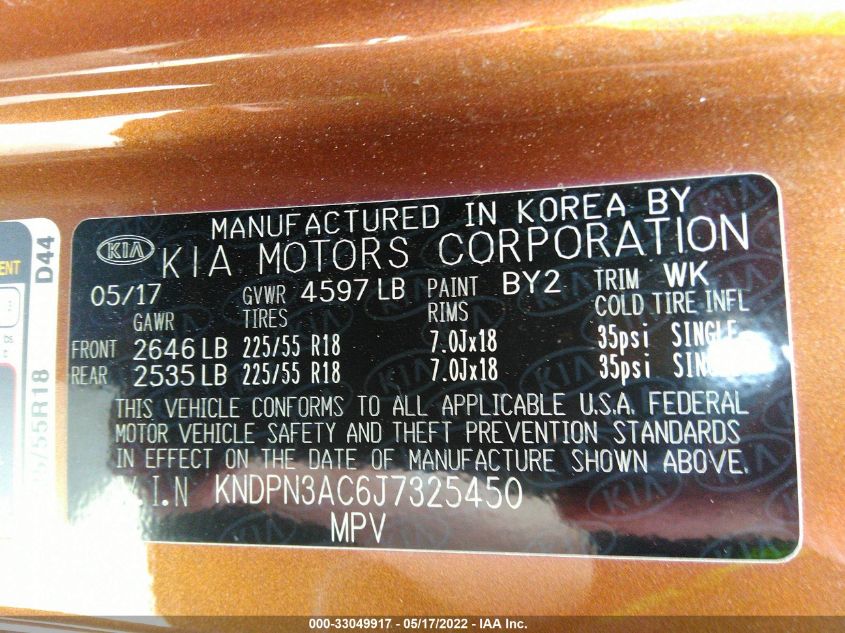 MANUFACTURED IN KOREA BY
KIA KIA MOTORS CORPORATION
05/17 GVWR 4597 LB PAINT BY2 TRIM WK
GAWR TIRES RIMS COLD TIRE INFL
FRONT 2646 LB 225/55 R18 7.0Jx18 35psi SINGLE
REAR 2535 LB 225/55 R18 7.0Jx18 35psi
THIS VEHICLE CONFORMS TO ALL APPLICABLE U.S.A. FEDERAL
MOTOR VEHICLE SAFETY AND THEFT PREVENTION STANDARDS
IN EFFECT ON THE DATE OF MANUFACTURE SHOWN ABOVE.
V.I.N KNDPN3AC6J7325450
MPV
D44
000-33049917 - 05/17/2022 - IAA Inc.